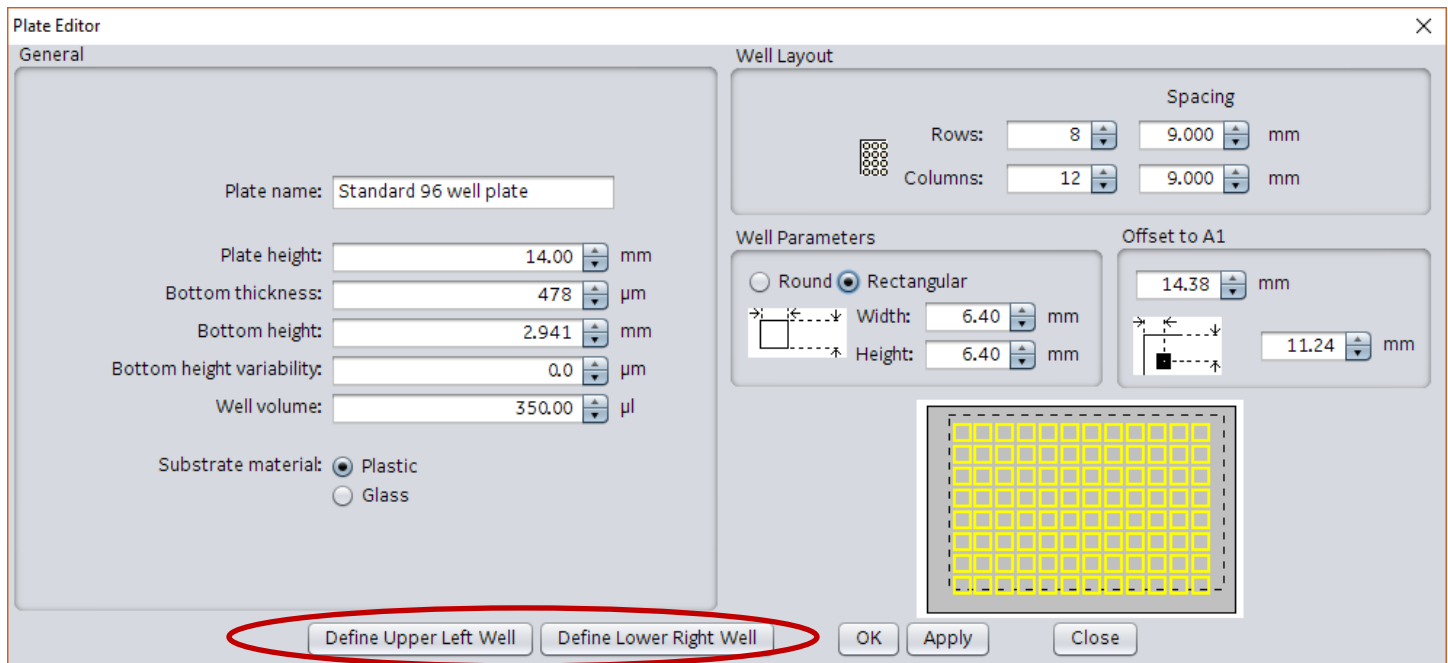 Plate Editor
General
Plate name: Standard 96 well plate
Plate height: 14.00 mm
Bottom thickness: 478 µm
Bottom height: 2.941 mm
Bottom height variability: 0.0 µm
Well volume: 350.00 µl
Substrate material: Plastic
Glass
Well Layout
Spacing
Rows: 8 9.000 mm
Columns: 12 9.000 mm
Well Parameters
Round Rectangular
Width: 6.40 mm
Height: 6.40 mm
Offset to A1
14.38 mm
11.24 mm
Define Upper Left Well Define Lower Right Well OK Apply Close